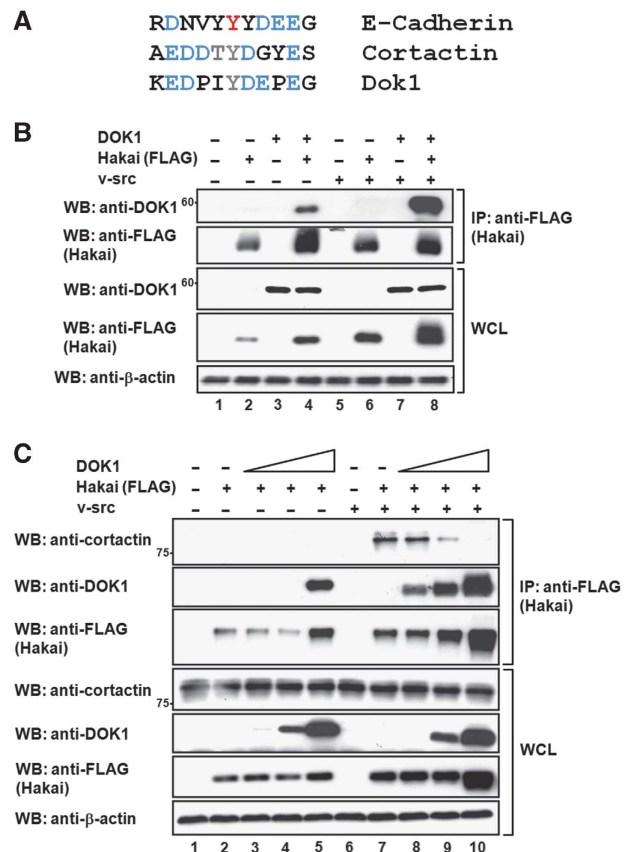 A
RDNVYYYDEEG E-Cadherin
AEDDTYDGYES Cortactin
KEDPIYDEPEG Dok1
B
DOK1 – – + + – – + +
Hakai (FLAG) – + – + – + – +
v-src – – – – + + + +
WB: anti-DOK1 60
WB: anti-FLAG
(Hakai)
IP: anti-FLAG
(Hakai)
WB: anti-DOK1 60
WB: anti-FLAG
(Hakai)
WCL
WB: anti-β-actin
1 2 3 4 5 6 7 8
C
DOK1 – – – –
Hakai (FLAG) – + + + + – + + + +
v-src – – – – – + + + + +
WB: anti-cortactin
75-
WB: anti-DOK1
IP: anti-FLAG
(Hakai)
WB: anti-FLAG
(Hakai)
WB: anti-cortactin
75-
WB: anti-DOK1
WCL
WB: anti-FLAG
(Hakai)
WB: anti-β-actin
1 2 3 4 5 6 7 8 9 10